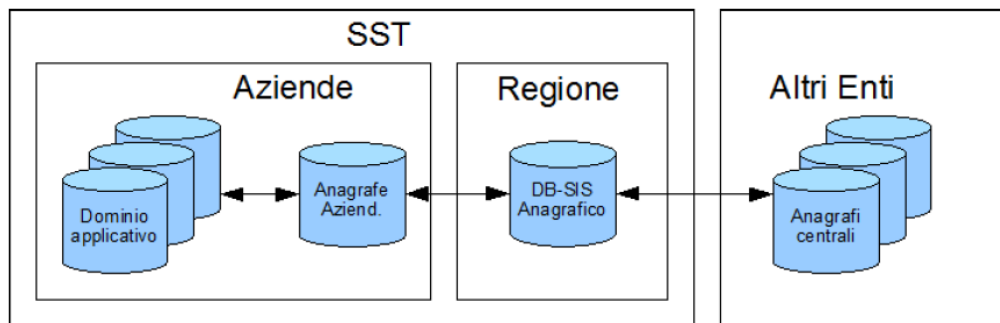 SST
Aziende
Regione
Altri Enti
Dominio
applicativo
Anagrafe
Aziend.
DB-SIS
Anagrafico
Anagrafi
centrali